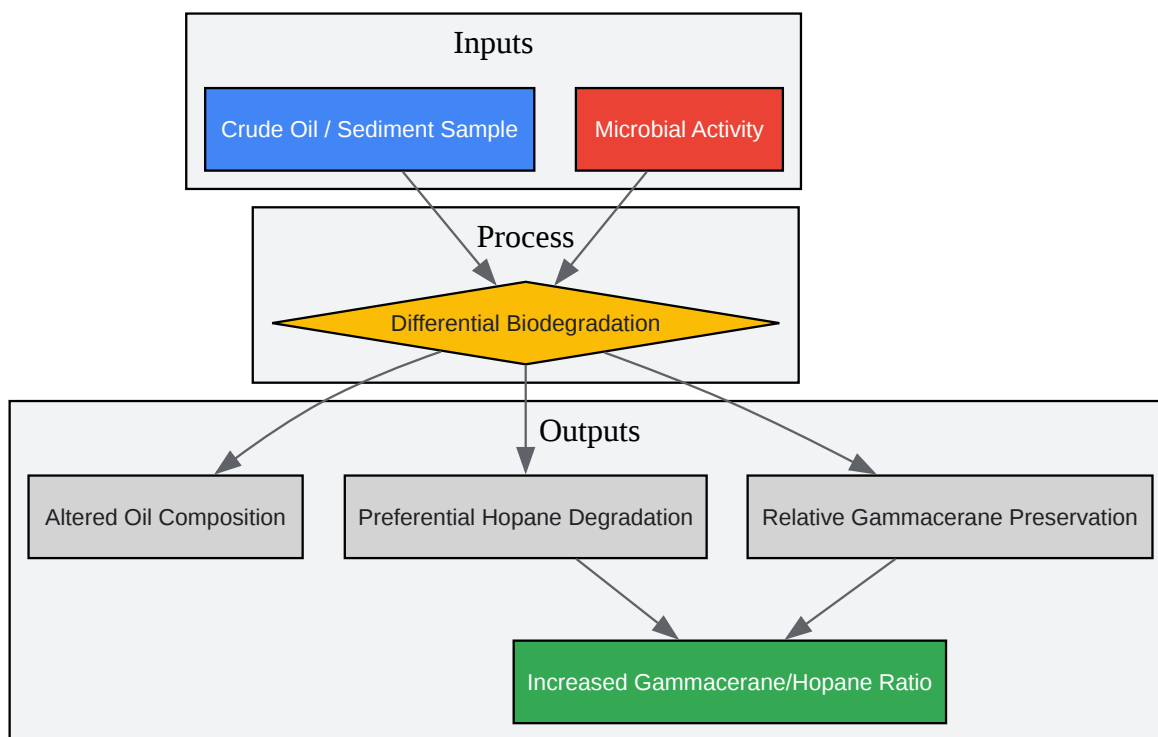 Inputs
Crude Oil / Sediment Sample
Microbial Activity
Process
Differential Biodegradation
Outputs
Altered Oil Composition
Preferential Hopane Degradation
Relative Gammacerane Preservation
Increased Gammacerane/Hopane Ratio